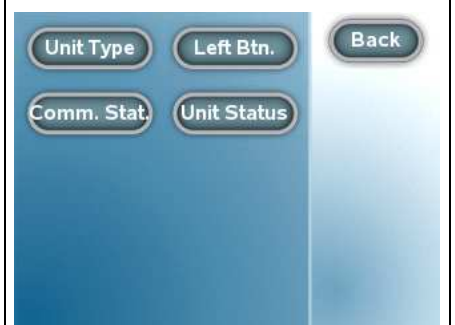 Unit Type
Left Btn.
Back
Comm. Stat.
Unit Status